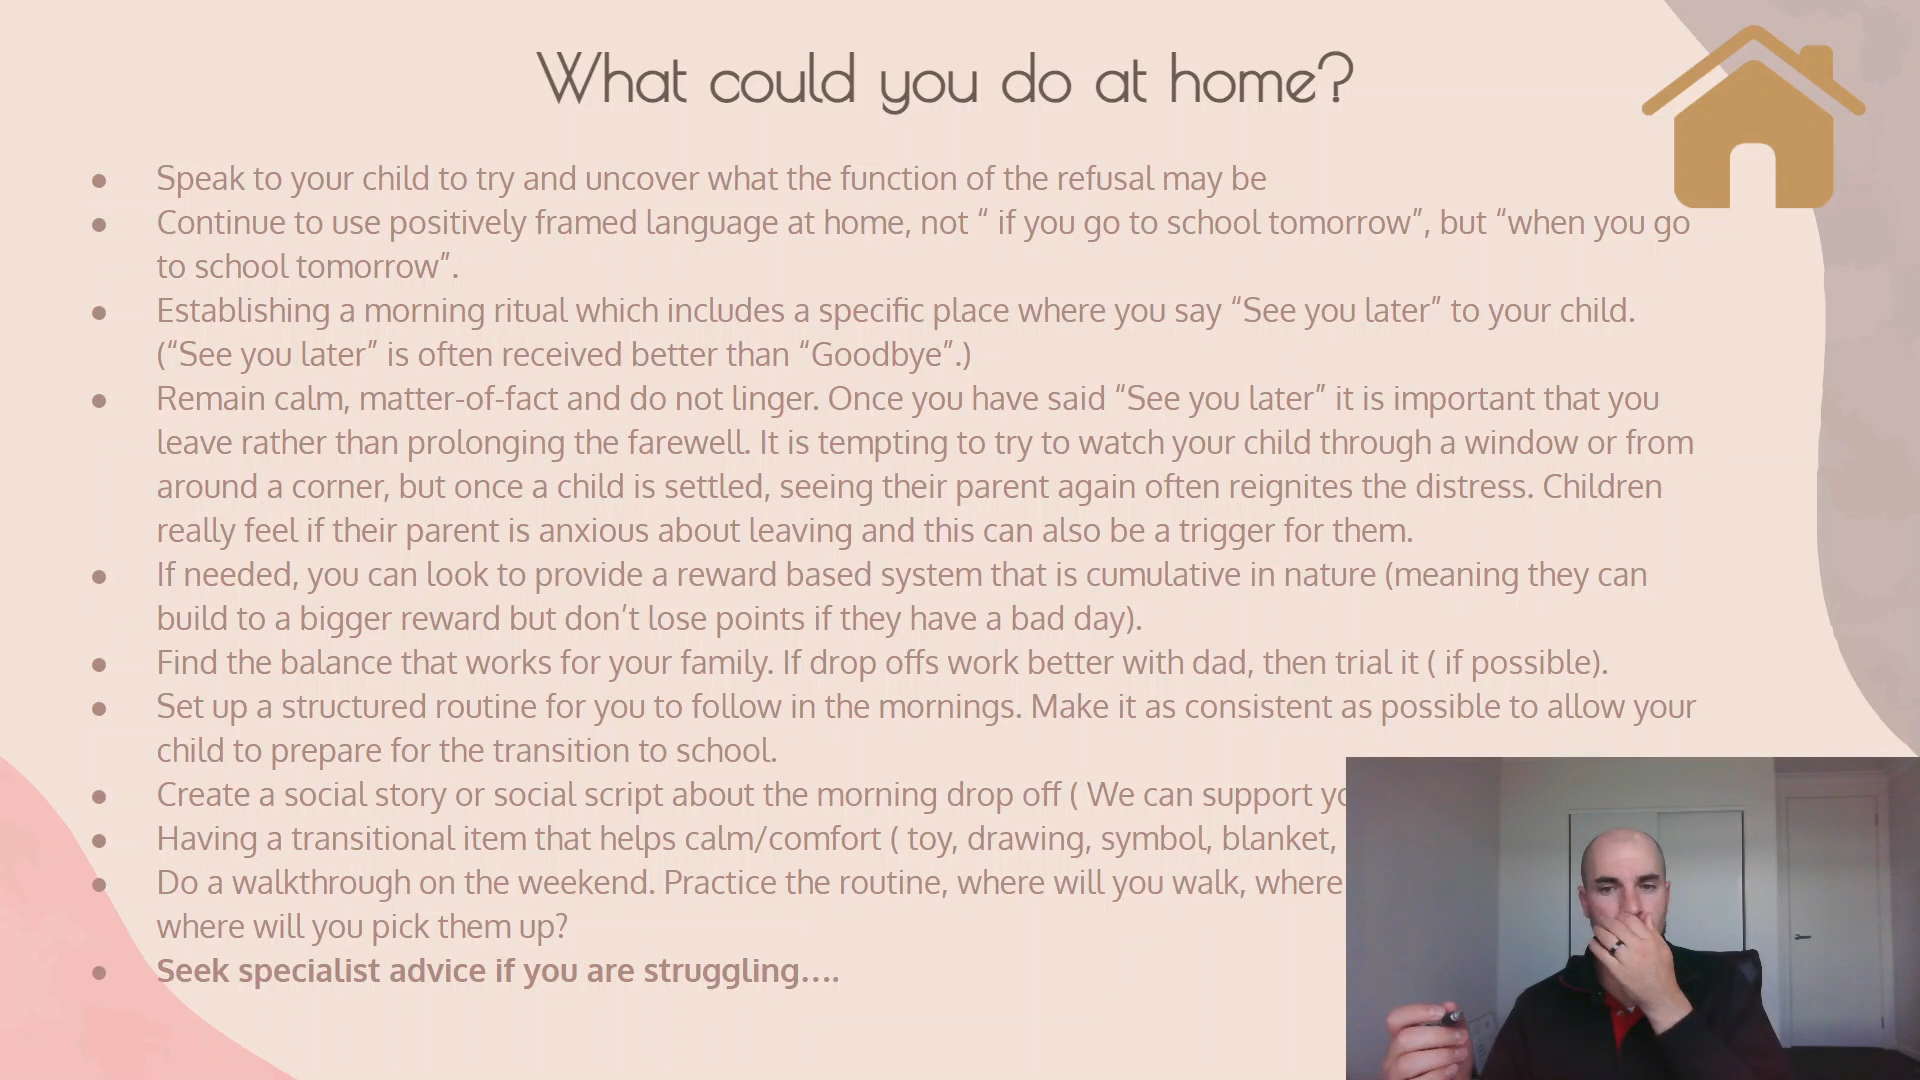 What could you do at home?
Speak to your child to try and uncover what the function of the refusal may be
Continue to use positively framed language at home, not “ if you go to school tomorrow”, but “when you go
to school tomorrow”.
Establishing a morning ritual which includes a specific place where you say “See you later” to your child.
(“See you later” is often received better than “Goodbye”.)
Remain calm, matter-of-fact and do not linger. Once you have said “See you later” it is important that you
leave rather than prolonging the farewell. It is tempting to try to watch your child through a window or from
around a corner, but once a child is settled, seeing their parent again often reignites the distress. Children
really feel if their parent is anxious about leaving and this can also be a trigger for them.
If needed, you can look to provide a reward based system that is cumulative in nature (meaning they can
build to a bigger reward but don’t lose points if they have a bad day).
Find the balance that works for your family. If drop offs work better with dad, then trial it ( if possible).
Set up a structured routine for you to follow in the mornings. Make it as consistent as possible to allow your
child to prepare for the transition to school.
Create a social story or social script about the morning drop off ( We can support
Having a transitional item that helps calm/comfort ( toy, drawing, symbol, blanket,
Do a walkthrough on the weekend. Practice the routine, where will you walk, where
where will you pick them up?
Seek specialist advice if you are struggling....